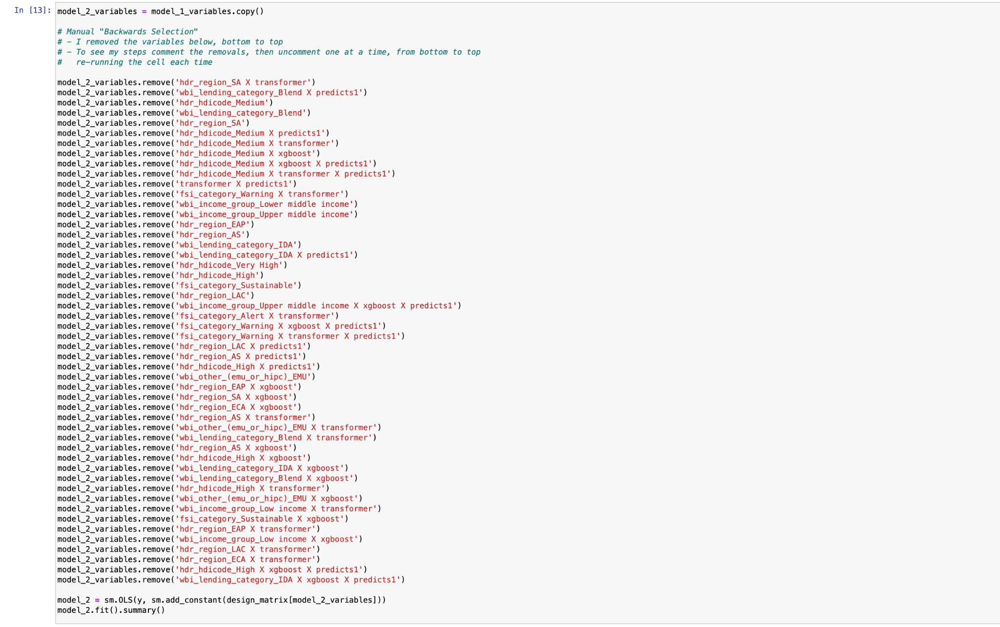 In [13]: model_2_variables = model_1_variables.copy()
# Manual "Backwards Selection"
# - I removed the variables below, bottom to top
# - To see my steps comment the removals, then uncomment one at a time, from bottom to top
#   re-running the cell each time
model_2_variables.remove('hdr_region_SA X transformer')
model_2_variables.remove('wbi_lending_category_Blend X predicts1')
model_2_variables.remove('hdr_hdicode_Medium')
model_2_variables.remove('wbi_lending_category_Blend')
model_2_variables.remove('hdr_region_SA')
model_2_variables.remove('hdr_hdicode_Medium X predicts1')
model_2_variables.remove('hdr_hdicode_Medium X transformer')
model_2_variables.remove('hdr_hdicode_Medium X xgboost')
model_2_variables.remove('hdr_hdicode_Medium X xgboost X predicts1')
model_2_variables.remove('hdr_hdicode_Medium X transformer X predicts1')
model_2_variables.remove('transformer X predicts1')
model_2_variables.remove('fsi_category_Warning X transformer')
model_2_variables.remove('wbi_income_group_Lower middle income')
model_2_variables.remove('wbi_income_group_Upper middle income')
model_2_variables.remove('hdr_region_EAP')
model_2_variables.remove('hdr_region_AS')
model_2_variables.remove('wbi_lending_category_IDA')
model_2_variables.remove('wbi_lending_category_IDA X predicts1')
model_2_variables.remove('hdr_hdicode_Very High')
model_2_variables.remove('hdr_hdicode_High')
model_2_variables.remove('fsi_category_Sustainable')
model_2_variables.remove('hdr_region_LAC')
model_2_variables.remove('wbi_income_group_Upper middle income X xgboost X predicts1')
model_2_variables.remove('fsi_category_Alert X transformer')
model_2_variables.remove('fsi_category_Warning X xgboost X predicts1')
model_2_variables.remove('fsi_category_Warning X transformer X predicts1')
model_2_variables.remove('hdr_region_LAC X predicts1')
model_2_variables.remove('hdr_region_AS X predicts1')
model_2_variables.remove('hdr_hdicode_High X predicts1')
model_2_variables.remove('wbi_other_(emu_or_hipc)_EMU')
model_2_variables.remove('hdr_region_EAP X xgboost')
model_2_variables.remove('hdr_region_SA X xgboost')
model_2_variables.remove('hdr_region_ECA X xgboost')
model_2_variables.remove('hdr_region_AS X transformer')
model_2_variables.remove('wbi_other_(emu_or_hipc)_EMU X transformer')
model_2_variables.remove('wbi_lending_category_Blend X transformer')
model_2_variables.remove('hdr_region_AS X xgboost')
model_2_variables.remove('hdr_hdicode_High X xgboost')
model_2_variables.remove('wbi_lending_category_IDA X xgboost')
model_2_variables.remove('wbi_lending_category_Blend X xgboost')
model_2_variables.remove('hdr_hdicode_High X transformer')
model_2_variables.remove('wbi_other_(emu_or_hipc)_EMU X xgboost')
model_2_variables.remove('wbi_income_group_Low income X transformer')
model_2_variables.remove('fsi_category_Sustainable X xgboost')
model_2_variables.remove('hdr_region_EAP X transformer')
model_2_variables.remove('wbi_income_group_Low income X xgboost')
model_2_variables.remove('hdr_region_LAC X transformer')
model_2_variables.remove('hdr_region_ECA X transformer')
model_2_variables.remove('hdr_hdicode_High X xgboost X predicts1')
model_2_variables.remove('wbi_lending_category_IDA X xgboost X predicts1')
model_2 = sm.OLS(y, sm.add_constant(design_matrix[model_2_variables]))
model_2.fit().summary()